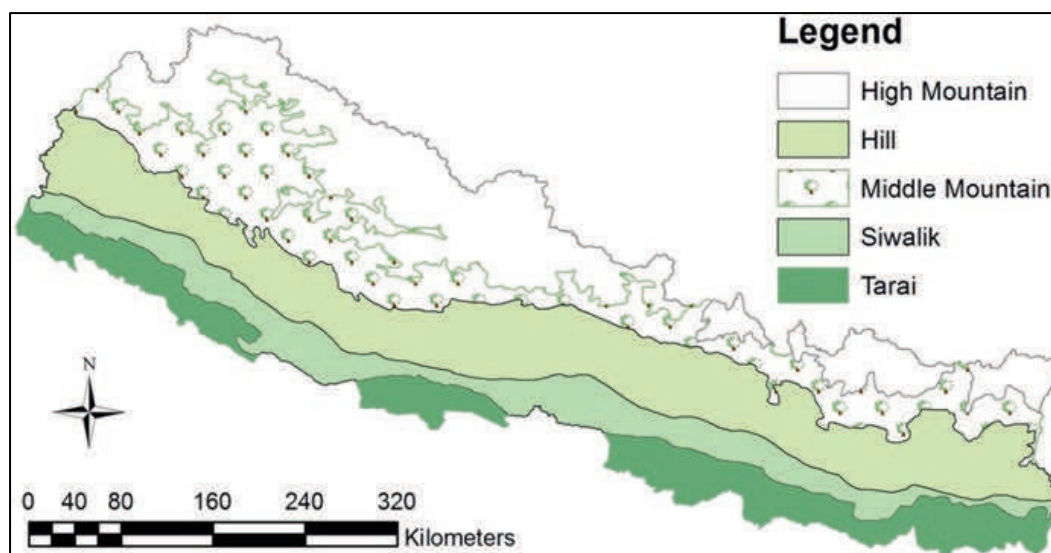 Legend
High Mountain
Hill
Middle Mountain
Siwalik
Tarai
N
0 40 80 160 240 320
Kilometers